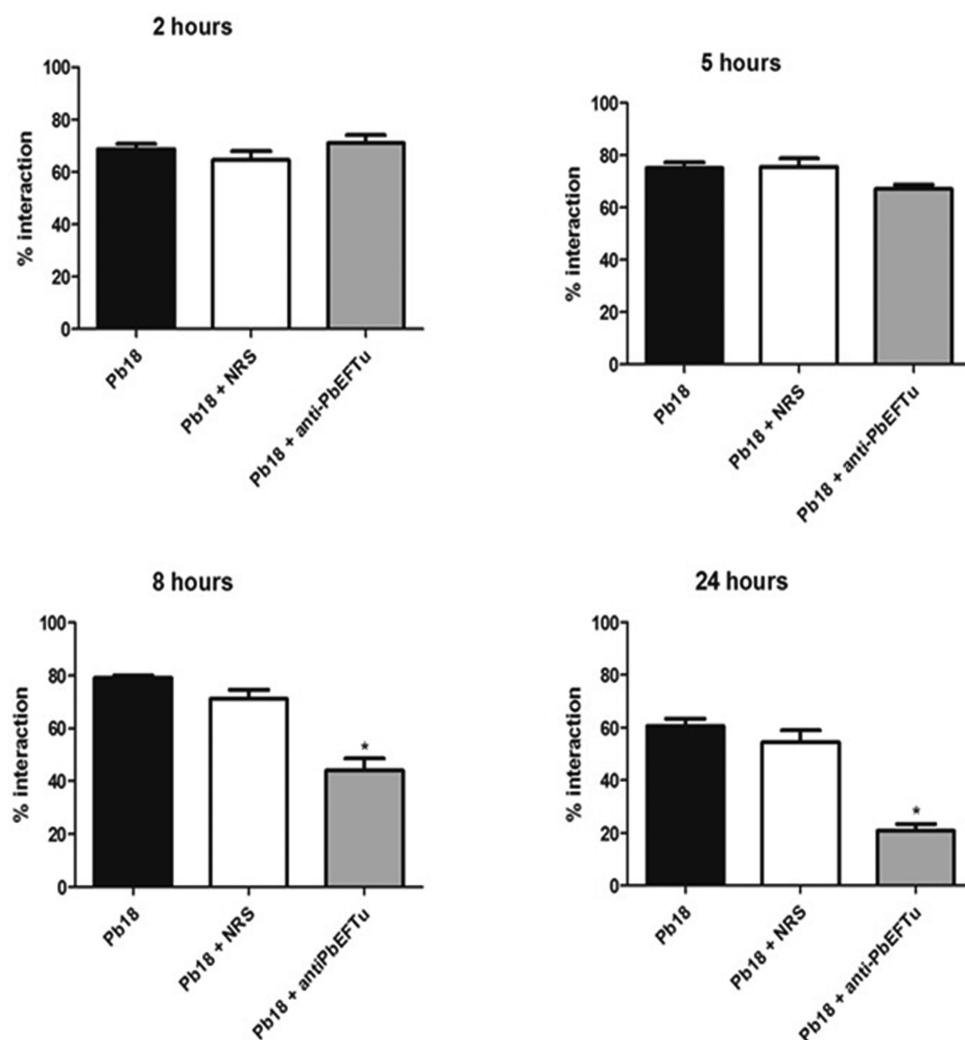 2 hours
% interaction
100
80
60
40
20
0
Pb18
Pb18 + NRS
Pb18 + anti-PbEFTu
5 hours
% interaction
100
80
60
40
20
0
Pb18
Pb18 + NRS
Pb18 + anti-PbEFTu
8 hours
% interaction
100
80
60
40
20
0
*
Pb18
Pb18 + NRS
Pb18 + antiPbEFTu
24 hours
% interaction
100
80
60
40
20
0
*
Pb18
Pb18 + NRS
Pb18 + anti-PbEFTu